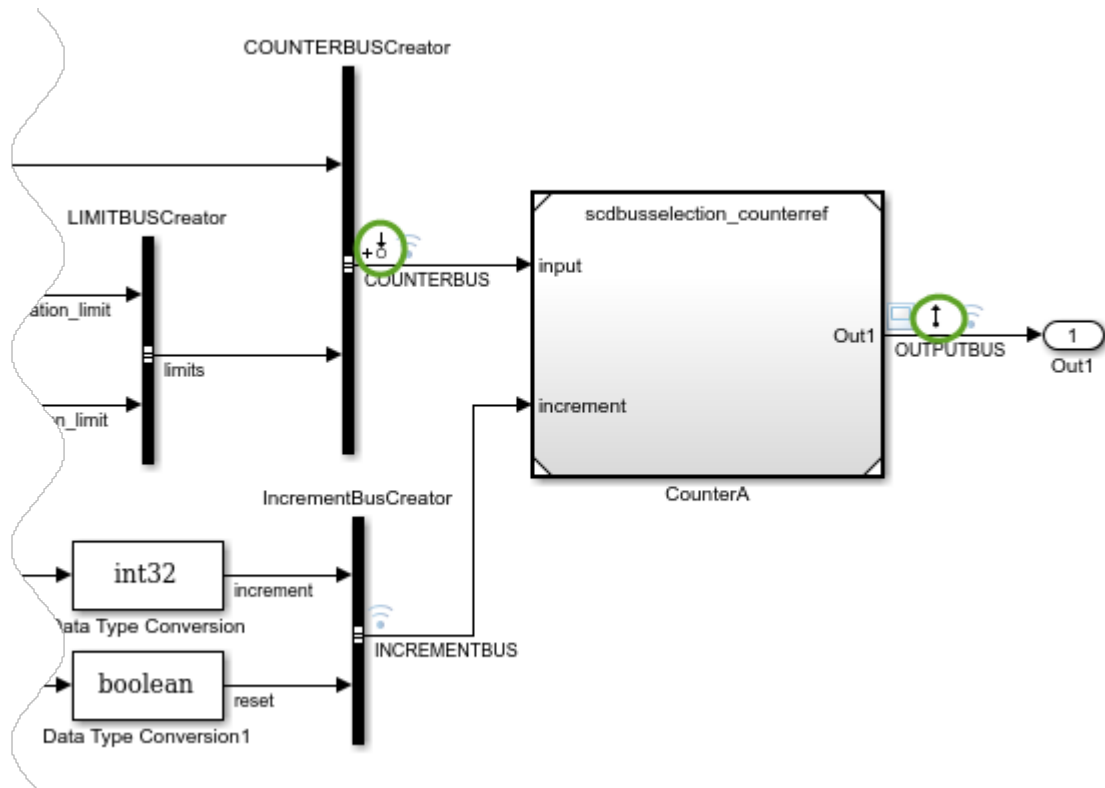 COUNTERBUSCreator
LIMITBUSCreator
scdbusselection_counterref
input
COUNTERBUS
ation_limit
Out1
1
OUTPUTBUS
limits
Out1
increment
n_limit
CounterA
IncrementBusCreator
int32
increment
Data Type Conversion
INCREMENTBUS
boolean
reset
Data Type Conversion1